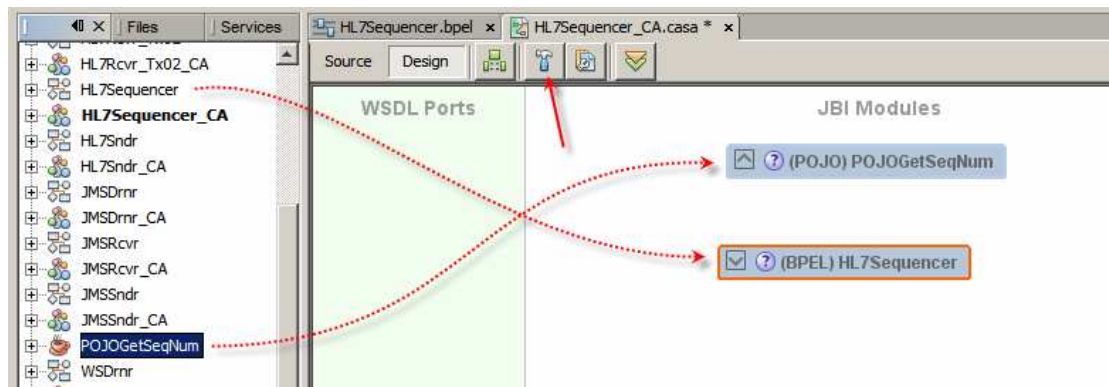 Files
Services
HL7Rcvr_Tx02_CA
HL7Sequencer
HL7Sequencer_CA
HL7Sndr
HL7Sndr_CA
JMSDrnr
JMSDrnr_CA
JMSRcvr
JMSRcvr_CA
JMSSndr
JMSSndr_CA
POJOGetSeqNum
WSDrnr
HL7Sequencer.bpel x
HL7Sequencer_CA.casa * x
Source
Design
WSDL Ports
JBI Modules
(POJO) POJOGetSeqNum
(BPEL) HL7Sequencer